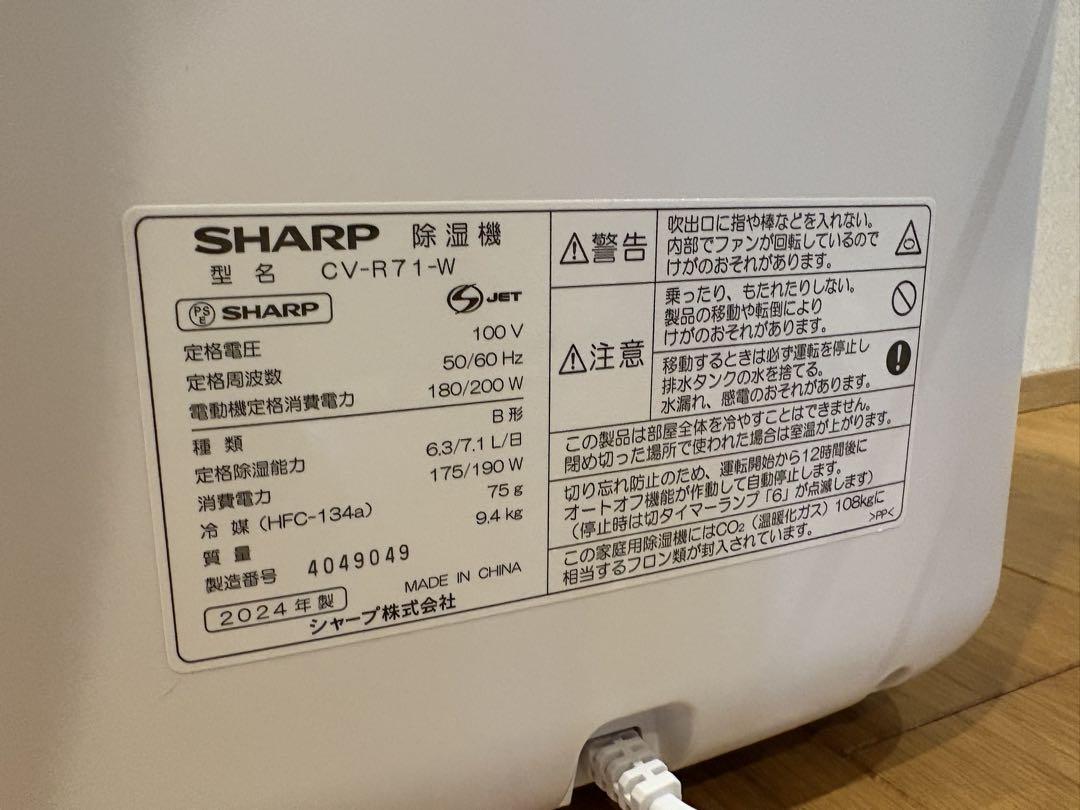 SHARP 除湿機
型名 CV-R71-W
PSE SHARP
JET
定格電圧 100 V
定格周波数 50/60 Hz
電動機定格消費電力 180/200 W
種類 B形
定格除湿能力 6.3/7.1 L/日
消費電力 175/190 W
冷媒(HFC-134a) 75 g
質量 9.4 kg
製造番号 4049049
MADE IN CHINA
2024年製
シャープ株式会社
警告
吹出口に指や棒などを入れない。
内部でファンが回転しているので
けがのおそれがあります。
注意
乗ったり、もたれたりしない。
製品の移動や転倒により
けがのおそれがあります。
移動するときは必ず運転を停止し
排水タンクの水を捨てる。
水漏れ、感電のおそれがあります。
この製品は部屋全体を冷やすことはできません。
閉め切った場所で使われた場合は室温が上がります。
切り忘れ防止のため、運転開始から12時間後に
オートオフ機能が作動して自動停止します。
(停止時は切タイマーランプ「6」が点滅します)
この家庭用除湿機にはCO₂(温暖化ガス)108kgに
相当するフロン類が封入されています。
>PP<